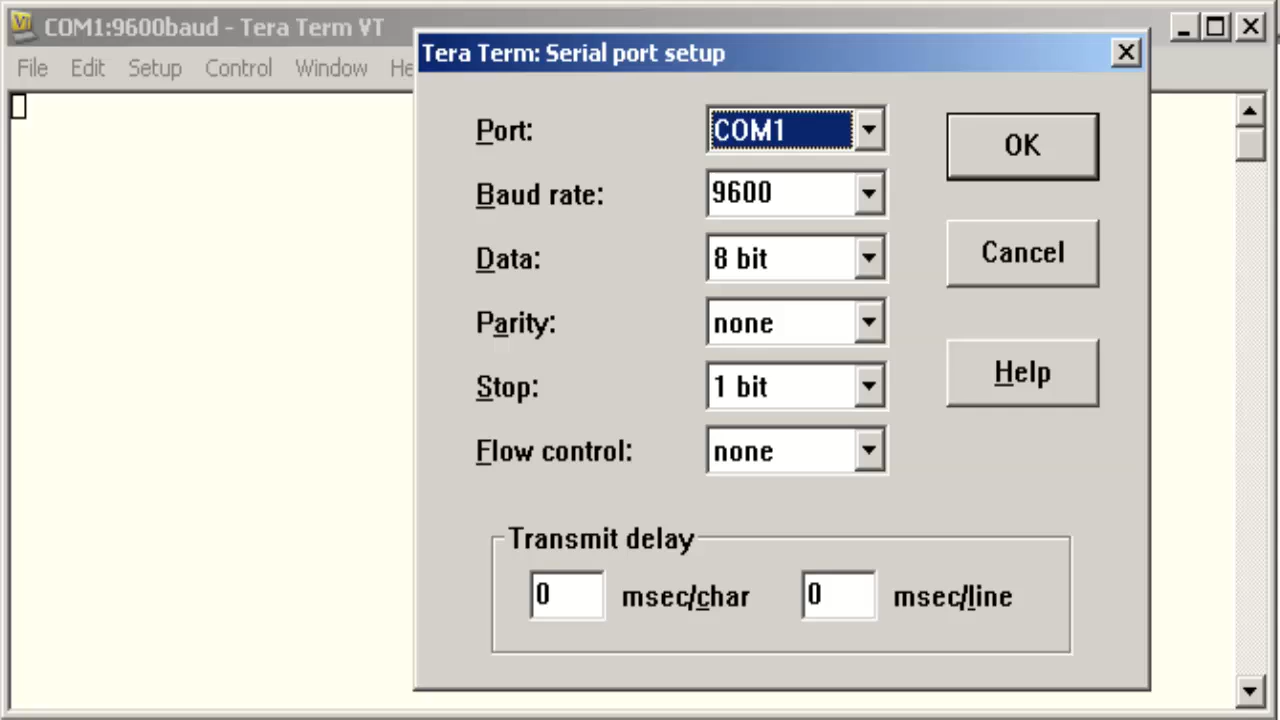 COM1:9600baud - Tera Term VT
File Edit Setup Control Window He
Tera Term: Serial port setup
Port: COM1
OK
Baud rate: 9600
Data: 8 bit
Cancel
Parity: none
Stop: 1 bit
Help
Flow control: none
Transmit delay
0 msec/char 0 msec/line